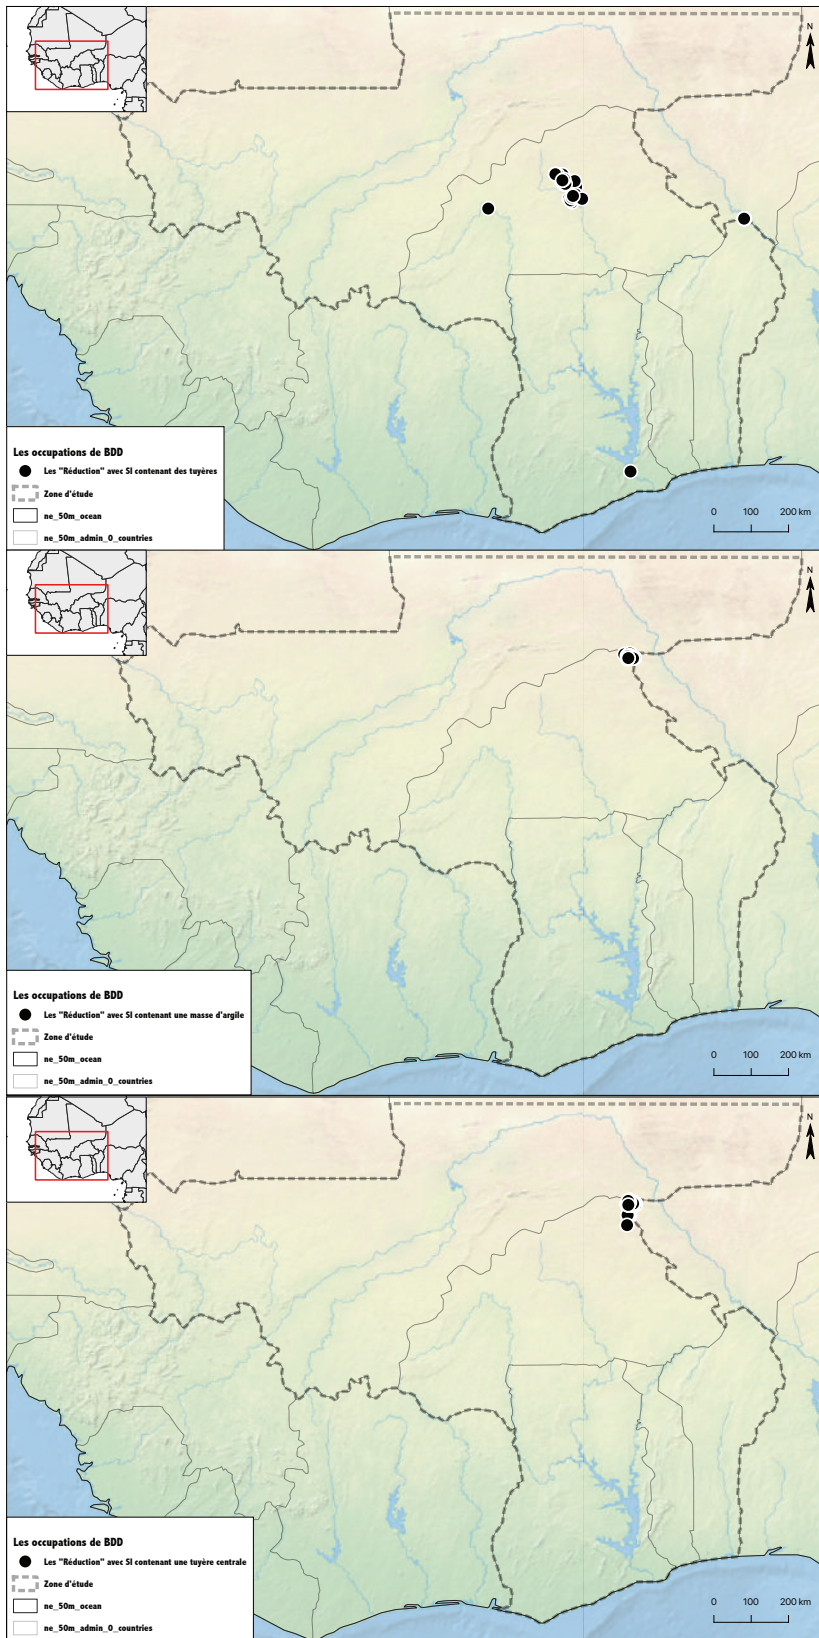 N
Les occupations de BDD
Les "Réduction" avec SI contenant des tuyères
Zone d'étude
ne_50m_ocean
ne_50m_admin_0_countries
0 100 200 km
N
Les occupations de BDD
Les "Réduction" avec SI contenant une masse d'argile
Zone d'étude
ne_50m_ocean
ne_50m_admin_0_countries
0 100 200 km
N
Les occupations de BDD
Les "Réduction" avec SI contenant une tuyère centrale
Zone d'étude
ne_50m_ocean
ne_50m_admin_0_countries
0 100 200 km